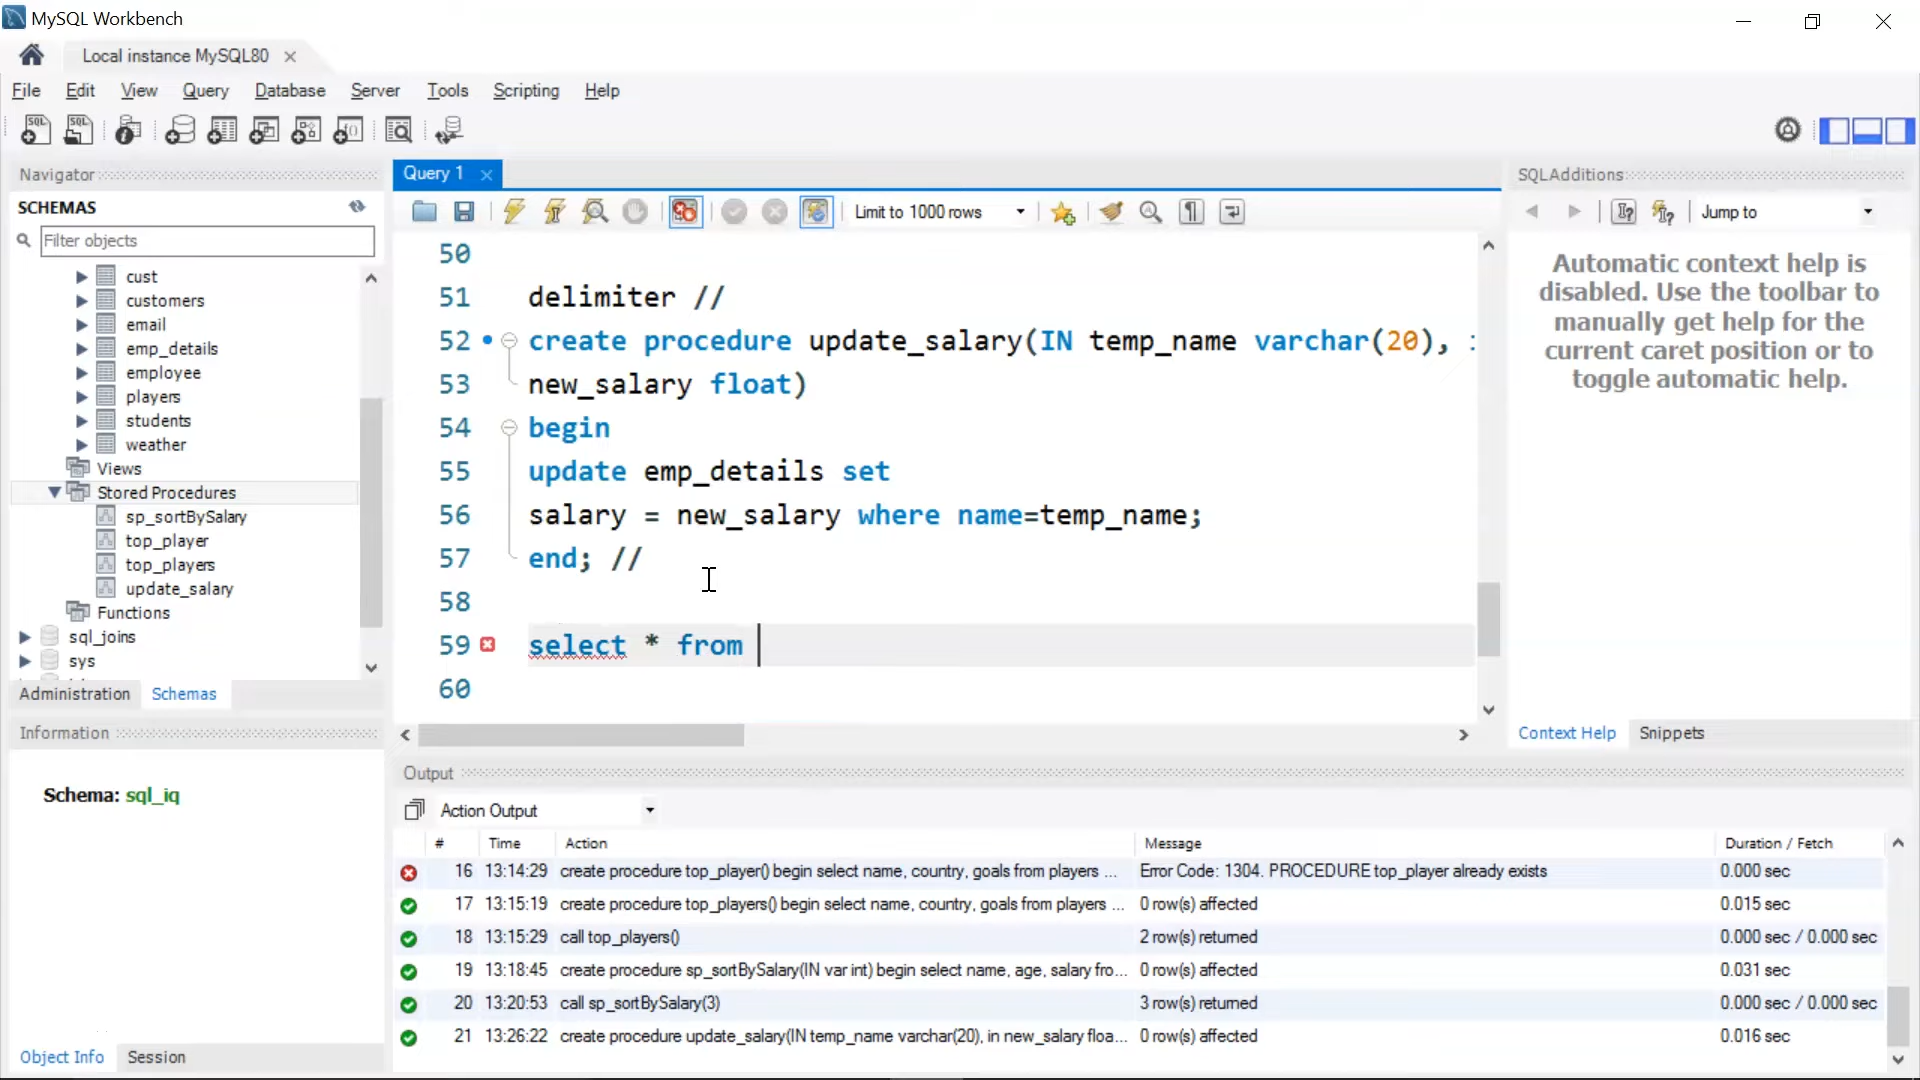 MySQL Workbench
Local instance MySQL80
File Edit View Query Database Server Tools Scripting Help
Navigator
SCHEMAS
Filter objects
cust
customers
email
emp_details
employee
players
students
weather
Views
Stored Procedures
sp_sortBySalary
top_player
top_players
update_salary
Functions
sql_joins
sys
Administration Schemas
Information
Schema: sql_iq
Object Info Session
Query 1
Limit to 1000 rows
50
51 delimiter //
52 create procedure update_salary(IN temp_name varchar(20),
53 new_salary float)
54 begin
55 update emp_details set
56 salary = new_salary where name=temp_name;
57 end; //
58
59 select * from
60
SQLAdditions
Jump to
Automatic context help is
disabled. Use the toolbar to
manually get help for the
current caret position or to
toggle automatic help.
Context Help Snippets
Output
Action Output
# Time Action Message Duration / Fetch
16 13:14:29 create procedure top_player() begin select name, country, goals from players ... Error Code: 1304. PROCEDURE top_player already exists 0.000 sec
17 13:15:19 create procedure top_players() begin select name, country, goals from players ... 0 row(s) affected 0.015 sec
18 13:15:29 call top_players() 2 row(s) returned 0.000 sec / 0.000 sec
19 13:18:45 create procedure sp_sortBySalary(IN var int) begin select name, age, salary fro... 0 row(s) affected 0.031 sec
20 13:20:53 call sp_sortBySalary(3) 3 row(s) returned 0.000 sec / 0.000 sec
21 13:26:22 create procedure update_salary(IN temp_name varchar(20), in new_salary floa... 0 row(s) affected 0.016 sec